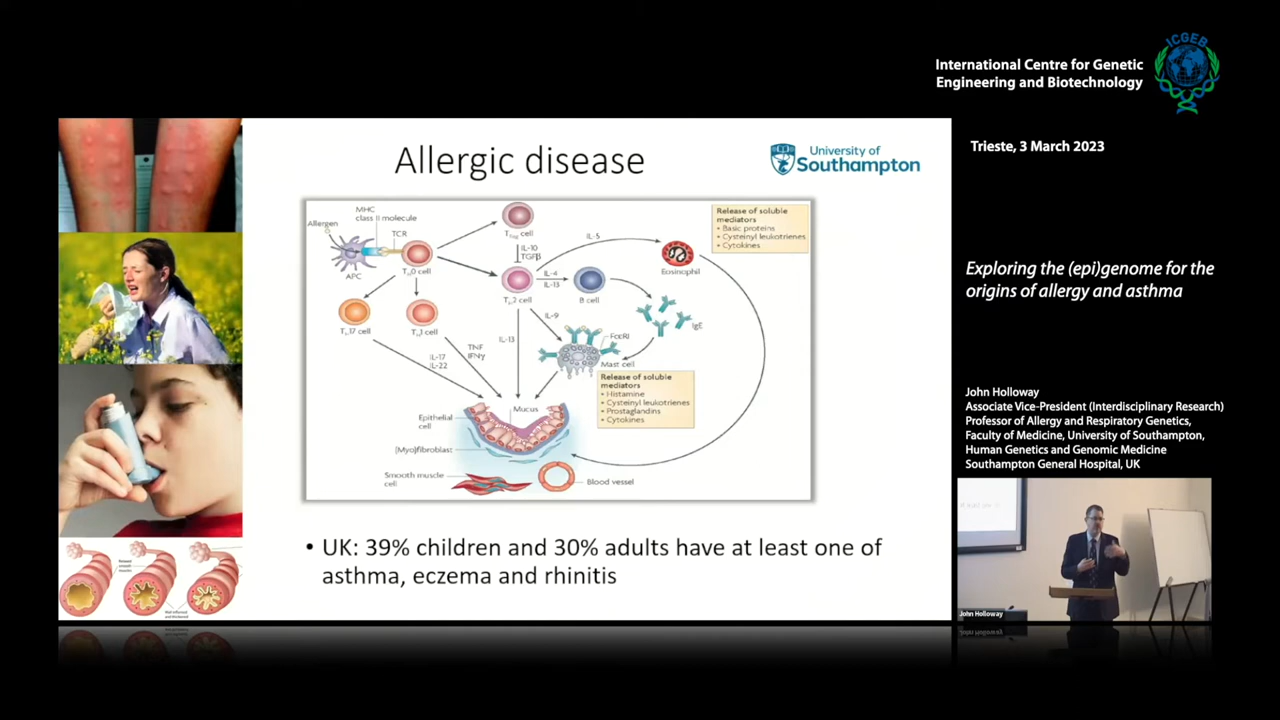 International Centre for Genetic
Engineering and Biotechnology
ICGEB
Trieste, 3 March 2023
Exploring the (epi)genome for the
origins of allergy and asthma
John Holloway
Associate Vice-President (Interdisciplinary Research)
Professor of Allergy and Respiratory Genetics,
Faculty of Medicine, University of Southampton,
Human Genetics and Genomic Medicine
Southampton General Hospital, UK
John Holloway
Allergic disease
University of
Southampton
MHC
class II molecule
Allergen
TCR
APC
TH0 cell
Treg cell
IL-10
TGFβ
IL-5
Release of soluble
mediators
• Basic proteins
• Cysteinyl leukotrienes
• Cytokines
Eosinophil
IL-4
IL-13
TH2 cell
B cell
TH17 cell
TH1 cell
IL-9
IgE
FcεRI
Mast cell
IL-13
TNF
IFNγ
IL-17
IL-22
Release of soluble
mediators
• Histamine
• Cysteinyl leukotrienes
• Prostaglandins
• Cytokines
Mucus
Epithelial
cell
[Myo]fibroblast
Smooth muscle
cell
Blood vessel
• UK: 39% children and 30% adults have at least one of
asthma, eczema and rhinitis